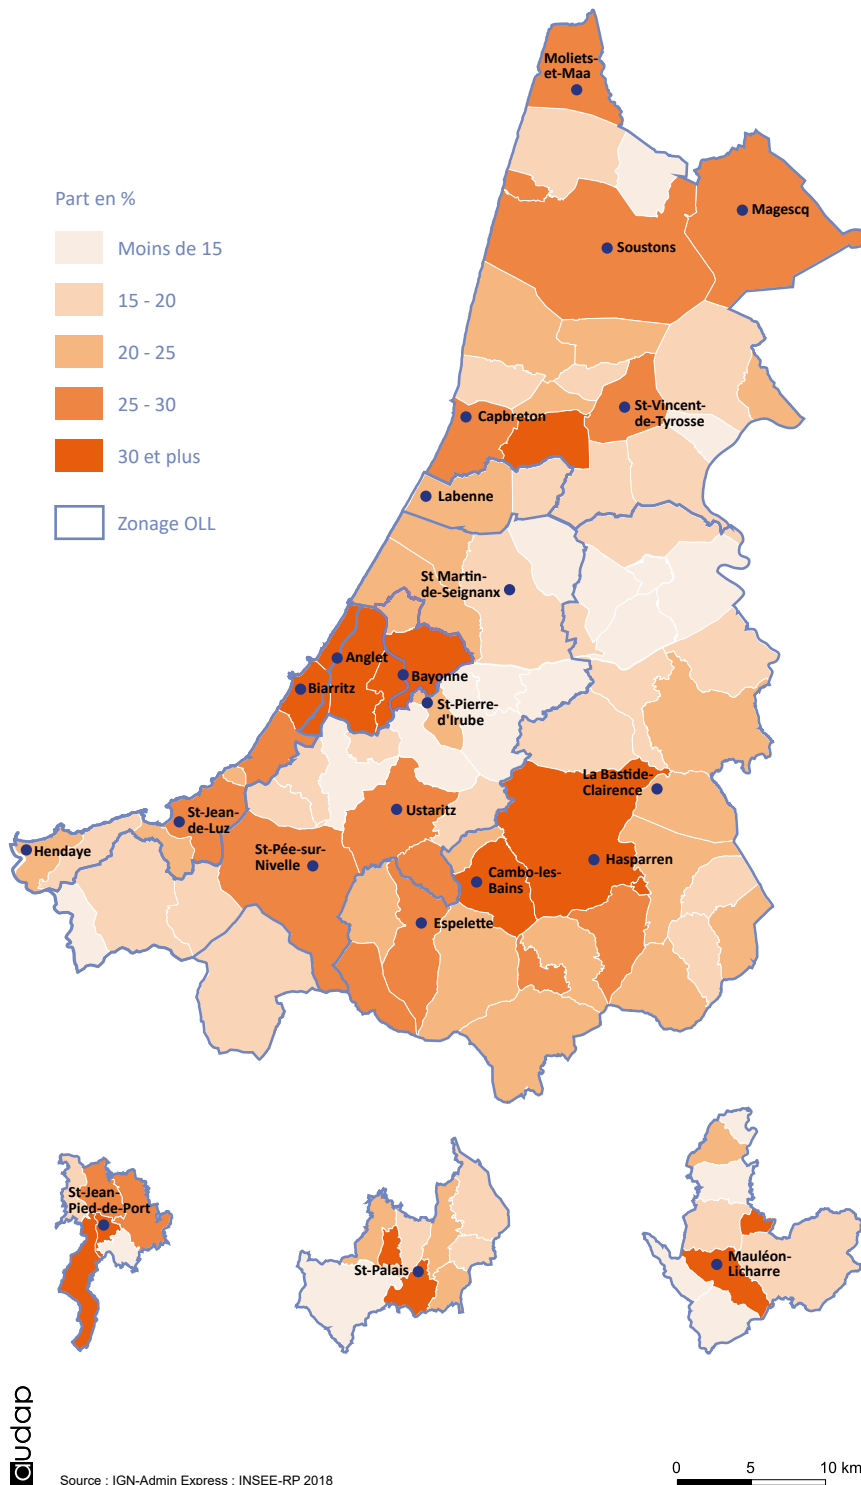 Moliets-
et-Maa
Part en %
Magescq
Moins de 15
Soustons
15 - 20
20 - 25
25 - 30
St-Vincent-
de-Tyrosse
Capbreton
30 et plus
Labenne
Zonage OLL
St Martin-
de-Seignanx
Anglet
Bayonne
Biarritz
St-Pierre-
d'Irube
La Bastide-
Clairence
Ustaritz
St-Jean-
de-Luz
Hendaye
St-Pée-sur-
Nivelle
Hasparren
Cambo-les-
Bains
Espelette
St-Jean-
Pied-de-Port
St-Palais
Mauléon-
Licharre
audap
Source : IGN-Admin Express ; INSEE-RP 2018
0 5 10 km